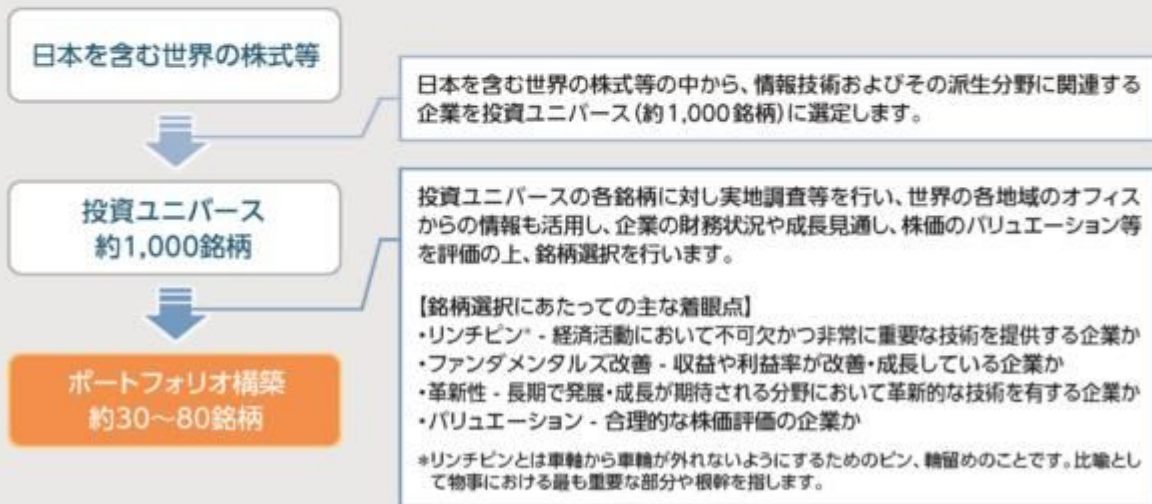 日本を含む世界の株式等
日本を含む世界の株式等の中から、情報技術およびその派生分野に関連する
企業を投資ユニバース(約1,000銘柄)に選定します。
投資ユニバース
約1,000銘柄
投資ユニバースの各銘柄に対し実地調査等を行い、世界の各地域のオフィス
からの情報も活用し、企業の財務状況や成長見通し、株価のバリュエーション等
を評価の上、銘柄選択を行います。
【銘柄選択にあたっての主な着眼点】
・リンチピン* - 経済活動において不可欠かつ非常に重要な技術を提供する企業か
・ファンダメンタルズ改善 - 収益や利益率が改善・成長している企業か
・革新性 - 長期で発展・成長が期待される分野において革新的な技術を有する企業か
・バリュエーション - 合理的な株価評価の企業か
*リンチピンとは車軸から車輪が外れないようにするためのピン、輪留めのことです。比喩とし
て物事における最も重要な部分や根幹を指します。
ポートフォリオ構築
約30～80銘柄